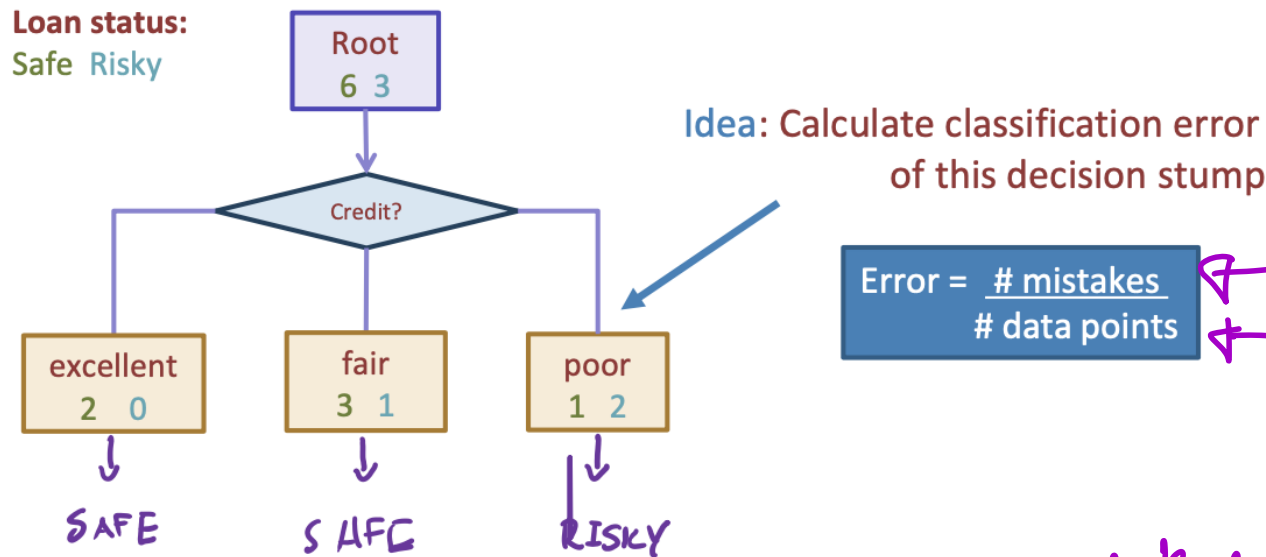 Loan status:
Safe Risky
Root
6 3
Idea: Calculate classification error
of this decision stump
Credit?
Error = # mistakes
# data points
excellent
2 0
fair
3 1
poor
1 2
SAFE
SAFE
RISKY